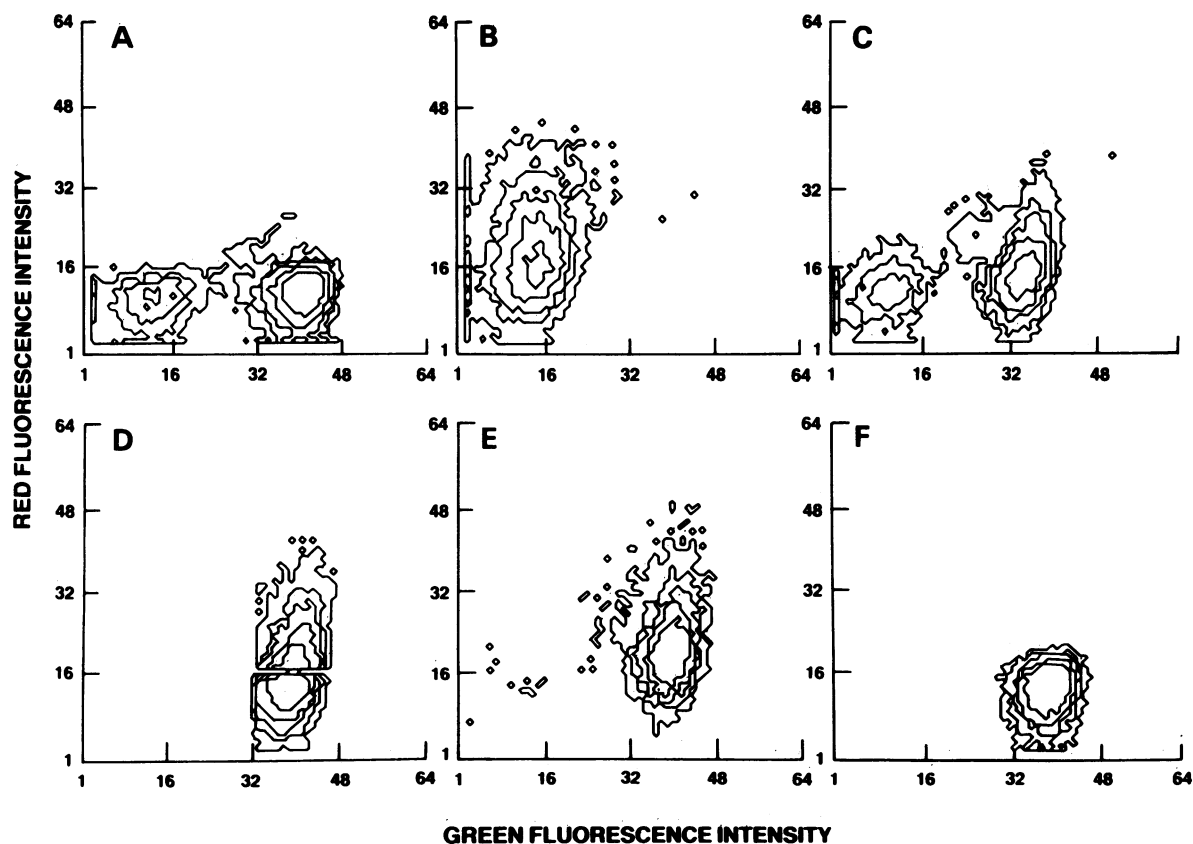 64 A 64 B 64 C
48 48 48
32 32 32
16 16 16
1 1 1
1 16 32 48 64 1 16 32 48 64 1 16 32 48
RED FLUORESCENCE INTENSITY
64 D 64 E 64 F
48 48 48
32 32 32
16 16 16
1 1 1
1 16 32 48 64 1 16 32 48 64 1 16 32 48 64
GREEN FLUORESCENCE INTENSITY